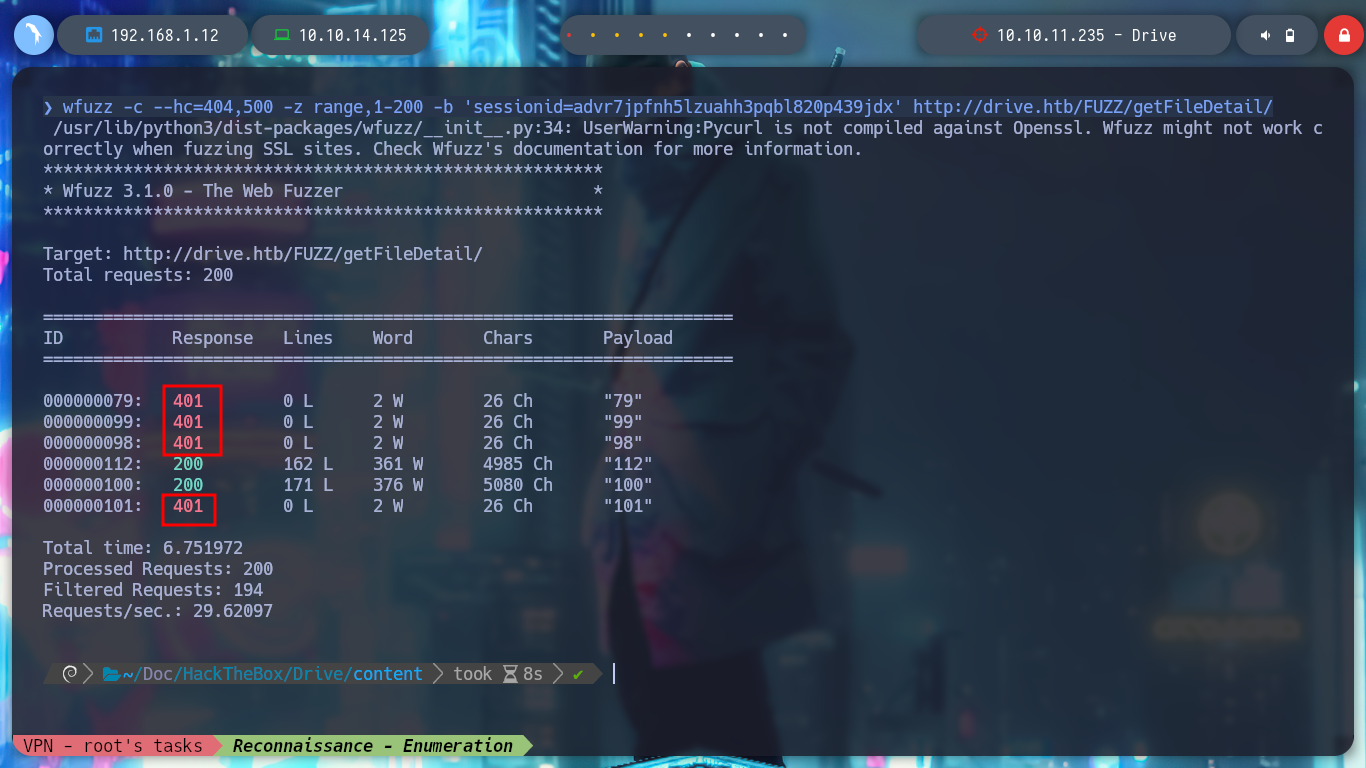 192.168.1.12 10.10.14.125 10.10.11.235 - Drive
❯ wfuzz -c --hc=404,500 -z range,1-200 -b 'sessionid=advr7jpfnh5lzuahh3pqbl820p439jdx' http://drive.htb/FUZZ/getFileDetail/
/usr/lib/python3/dist-packages/wfuzz/__init__.py:34: UserWarning:Pycurl is not compiled against Openssl. Wfuzz might not work c
orrectly when fuzzing SSL sites. Check Wfuzz's documentation for more information.
********************************************************
* Wfuzz 3.1.0 - The Web Fuzzer                         *
********************************************************
Target: http://drive.htb/FUZZ/getFileDetail/
Total requests: 200
=====================================================================
ID           Response   Lines    Word       Chars       Payload
=====================================================================
000000079:   401        0 L      2 W        26 Ch       "79"
000000099:   401        0 L      2 W        26 Ch       "99"
000000098:   401        0 L      2 W        26 Ch       "98"
000000112:   200        162 L    361 W      4985 Ch     "112"
000000100:   200        171 L    376 W      5080 Ch     "100"
000000101:   401        0 L      2 W        26 Ch       "101"
Total time: 6.751972
Processed Requests: 200
Filtered Requests: 194
Requests/sec.: 29.62097
~/Doc/HackTheBox/Drive/content took 8s ✔
VPN - root's tasks Reconnaissance - Enumeration